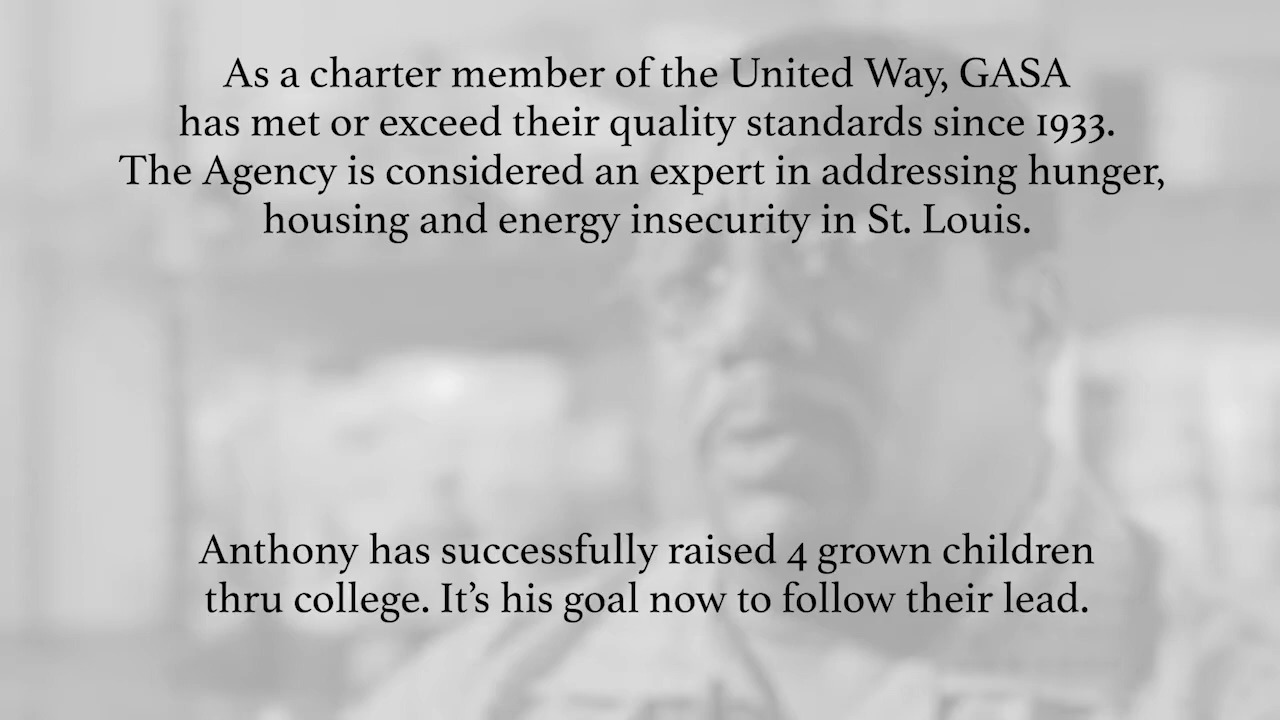 As a charter member of the United Way, GASA
has met or exceed their quality standards since 1933.
The Agency is considered an expert in addressing hunger,
housing and energy insecurity in St. Louis.
Anthony has successfully raised 4 grown children
thru college. It’s his goal now to follow their lead.